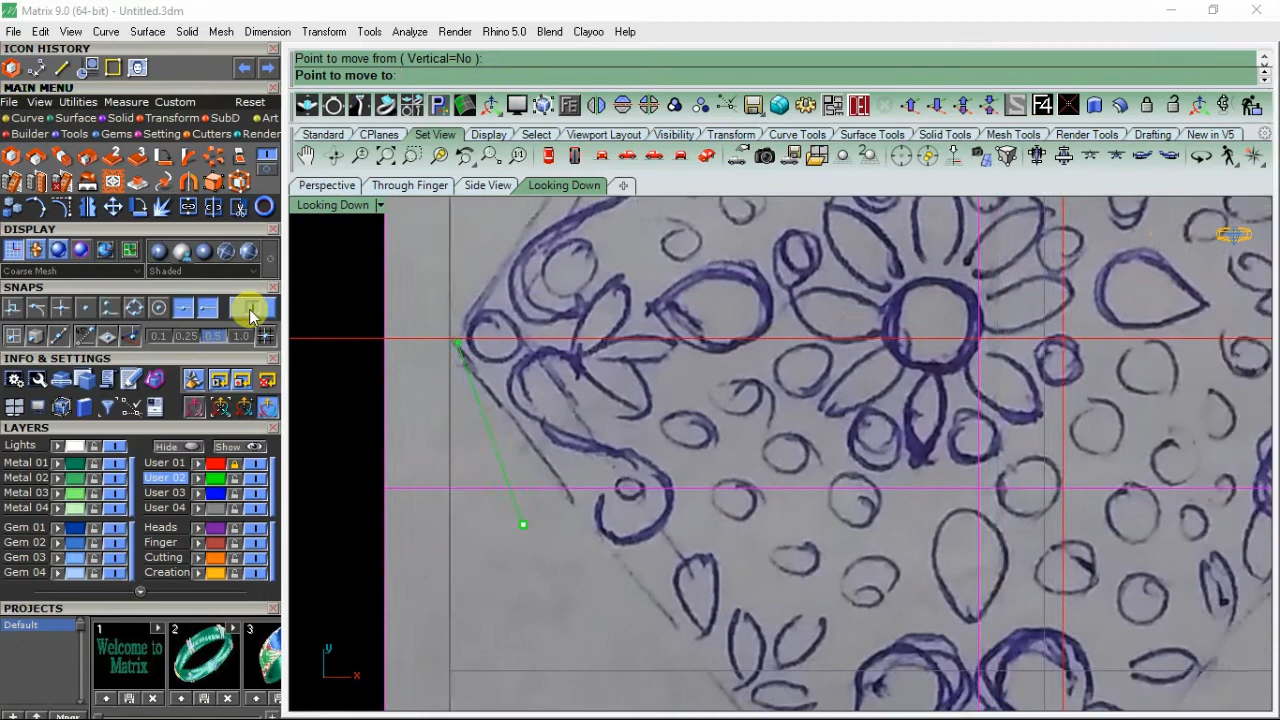 Matrix 9.0 (64-bit) - Untitled.3dm
File Edit View Curve Surface Solid Mesh Dimension Transform Tools Analyze Render Rhino 5.0 Blend Clayoo Help
ICON HISTORY
Point to move from ( Vertical=No ):
Point to move to:
MAIN MENU
File View Utilities Measure Custom Reset
Curve Surface Solid Transform SubD Art
Builder Tools Gems Setting Cutters Render
Standard CPlanes Set View Display Select Viewport Layout Visibility Transform Curve Tools Surface Tools Solid Tools Mesh Tools Render Tools Drafting New in V5
Perspective Through Finger Side View Looking Down
Looking Down
DISPLAY
Coarse Mesh Shaded
SNAPS
0.1 0.25 0.5 1.0
INFO & SETTINGS
LAYERS
Lights Hide Show
Metal 01 User 01
Metal 02 User 02
Metal 03 User 03
Metal 04 User 04
Gem 01 Heads
Gem 02 Finger
Gem 03 Cutting
Gem 04 Creation
PROJECTS
Default
1 2 3
Welcome to
Matrix
y
x